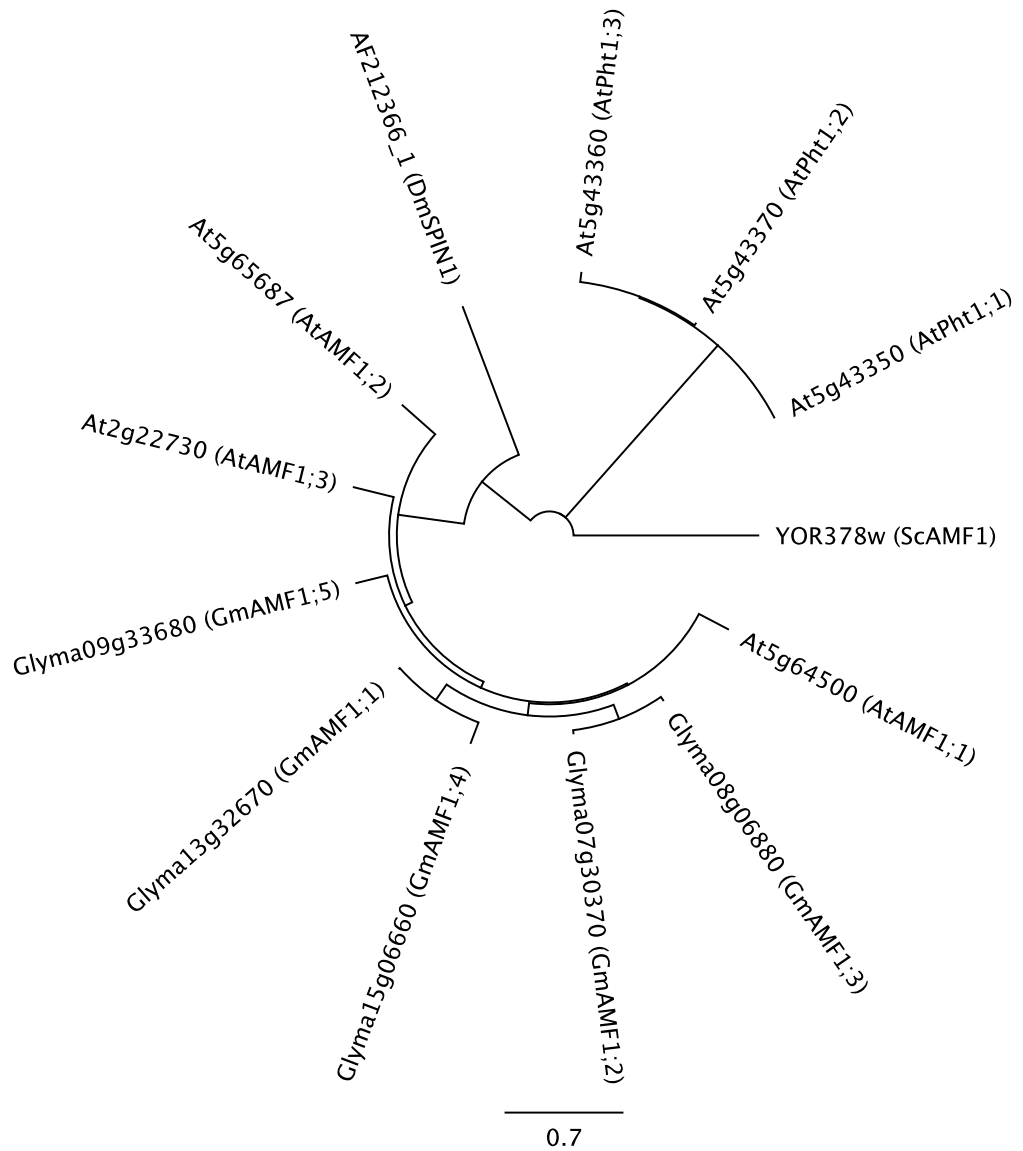 AF212366_1 (DmSPIN1)
At5g43360 (AtPht1;3)
At5g43370 (AtPht1;2)
At5g43350 (AtPht1;1)
At5g65687 (AtAMF1;2)
At2g22730 (AtAMF1;3)
YOR378w (ScAMF1)
Glyma09g33680 (GmAMF1;5)
At5g64500 (AtAMF1;1)
Glyma13g32670 (GmAMF1;1)
Glyma15g06660 (GmAMF1;4)
Glyma07g30370 (GmAMF1;2)
Glyma08g06880 (GmAMF1;3)
0.7